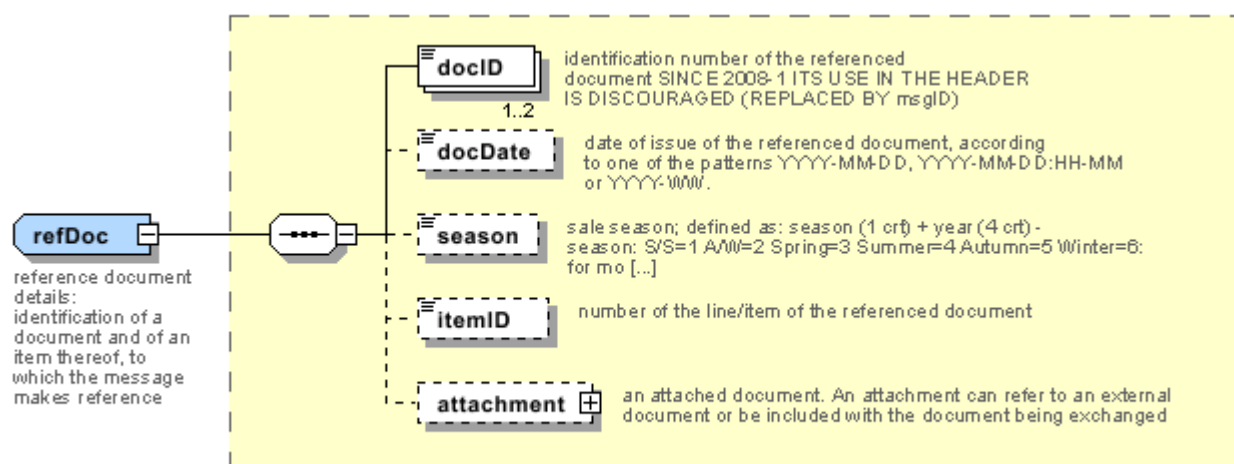 refDoc
reference document
details:
identification of a
document and of an
item thereof, to
which the message
makes reference
docID
1..2
identification number of the referenced
document SINCE 2008-1 ITS USE IN THE HEADER
IS DISCOURAGED (REPLACED BY msgID)
docDate
date of issue of the referenced document, according
to one of the patterns YYYY-MM-DD, YYYY-MM-DD:HH-MM
or YYYY-WW.
season
sale season; defined as: season (1 crt) + year (4 crt) -
season: S/S=1 A/W=2 Spring=3 Summer=4 Autumn=5 Winter=6:
for mo [...]
itemID
number of the line/item of the referenced document
attachment
an attached document. An attachment can refer to an external
document or be included with the document being exchanged